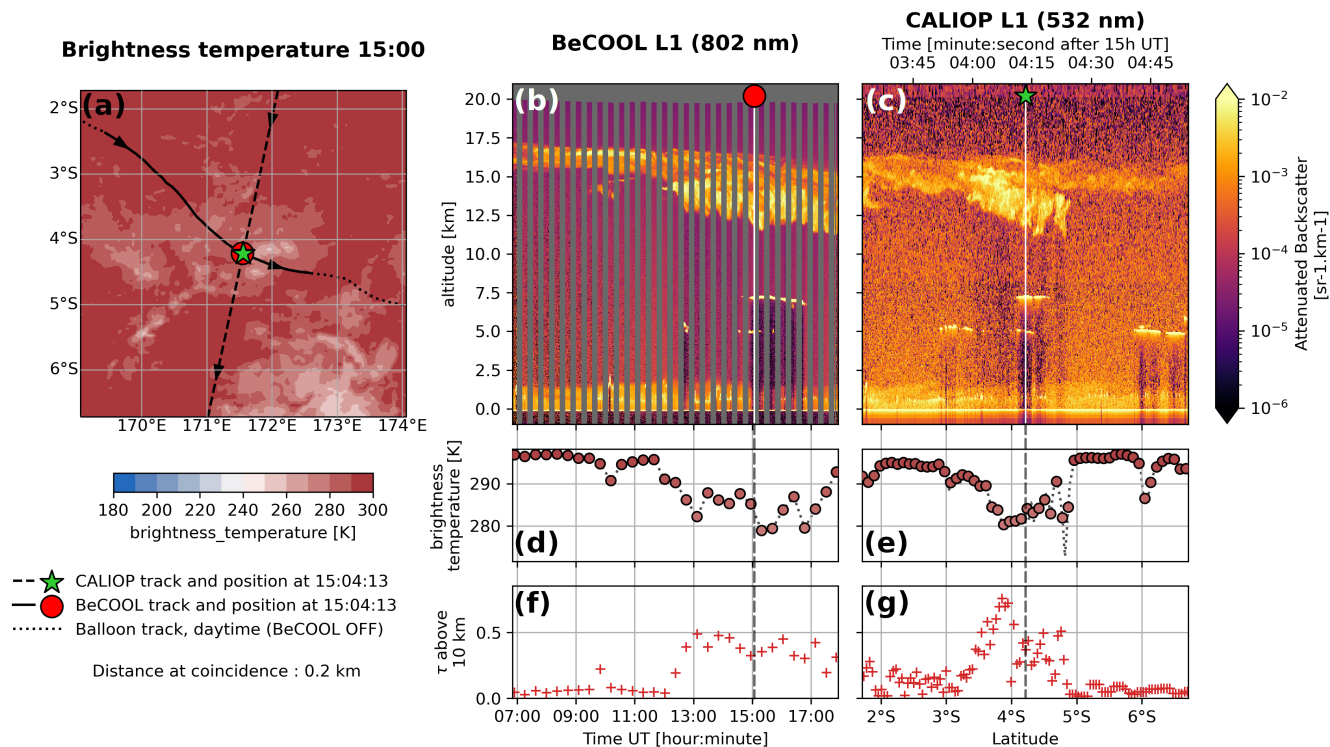 Brightness temperature 15:00
(a)
2°S
3°S
4°S
5°S
6°S
170°E 171°E 172°E 173°E 174°E
180 200 220 240 260 280 300
brightness_temperature [K]
CALIOP track and position at 15:04:13
BeCOOL track and position at 15:04:13
Balloon track, daytime (BeCOOL OFF)
Distance at coincidence : 0.2 km
BeCOOL L1 (802 nm)
(b)
altitude [km]
20.0
17.5
15.0
12.5
10.0
7.5
5.0
2.5
0.0
CALIOP L1 (532 nm)
Time [minute:second after 15h UT]
03:45 04:00 04:15 04:30 04:45
(c)
10⁻²
10⁻³
10⁻⁴
10⁻⁵
10⁻⁶
Attenuated Backscatter
[sr-1.km-1]
brightness
temperature [K]
290
280
(d)
(e)
τ above
10 km
0.5
0.0
(f)
(g)
07:00 09:00 11:00 13:00 15:00 17:00
Time UT [hour:minute]
2°S 3°S 4°S 5°S 6°S
Latitude